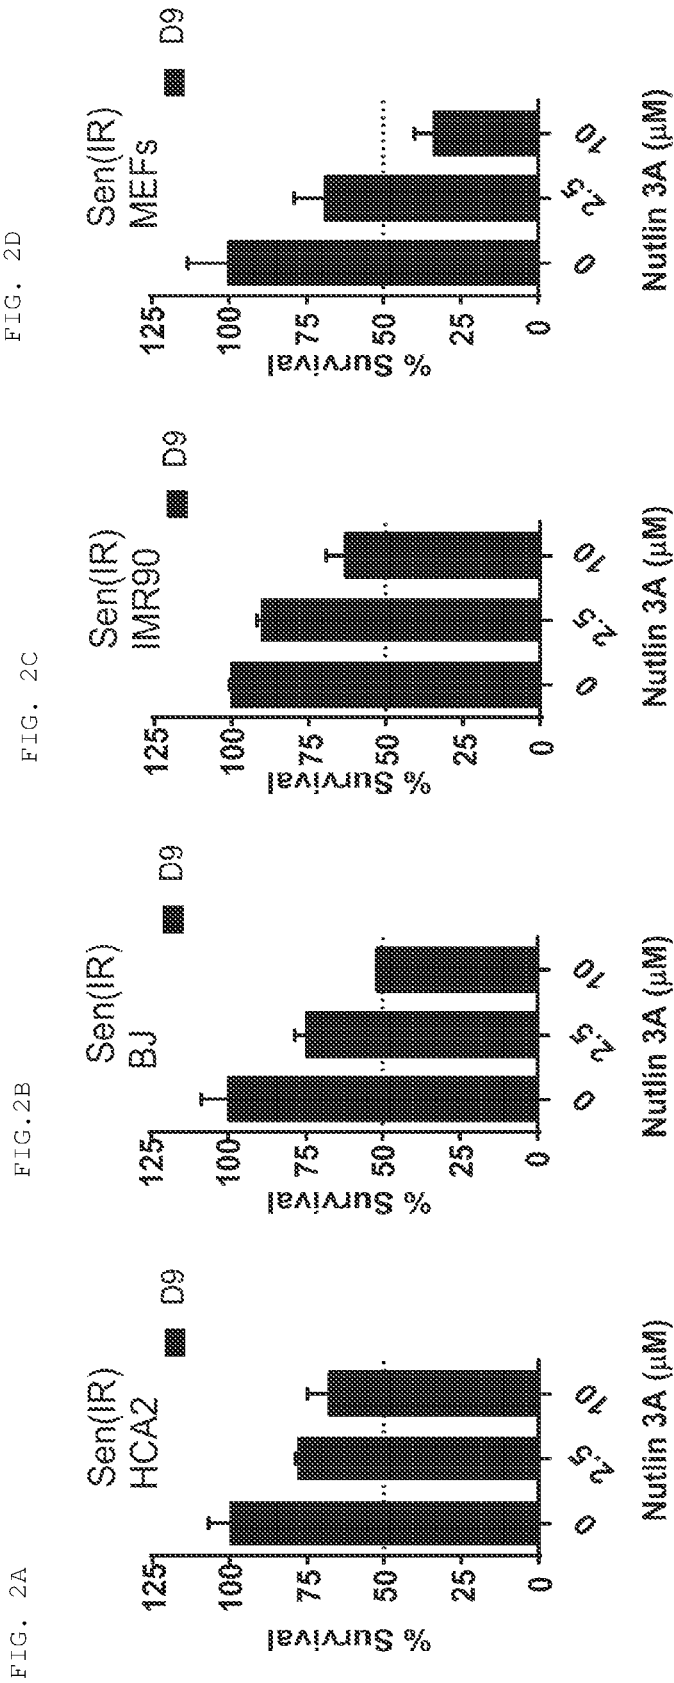 FIG. 2A
Sen(IR)
HCA2
D9
% Survival
125
100
75
50
25
0
0
2.5
10
Nutlin 3A (µM)
FIG.2B
Sen(IR)
BJ
D9
% Survival
125
100
75
50
25
0
0
2.5
10
Nutlin 3A (µM)
FIG. 2C
Sen(IR)
IMR90
D9
% Survival
125
100
75
50
25
0
0
2.5
10
Nutlin 3A (µM)
FIG. 2D
Sen(IR)
MEFs
D9
% Survival
125
100
75
50
25
0
0
2.5
10
Nutlin 3A (µM)